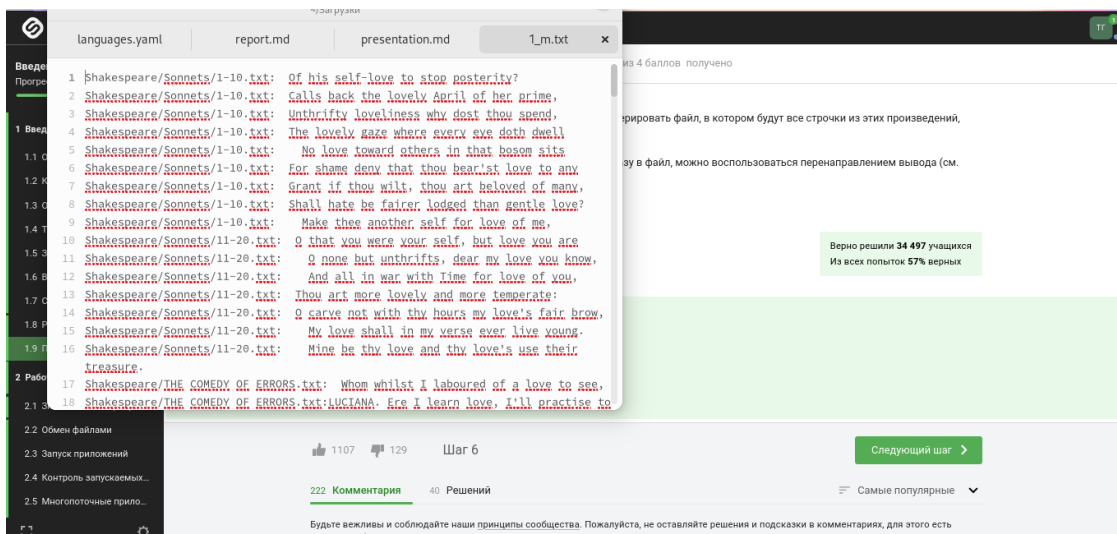 ~/Загрузки
languages.yaml
report.md
presentation.md
1_m.txt
ТГ
1
Введе
Прогре
из 4 баллов получено
1 Shakespeare/Sonnets/1-10.txt: Of his self-love to stop posterity?
2 Shakespeare/Sonnets/1-10.txt: Calls back the lovely April of her prime,
3 Shakespeare/Sonnets/1-10.txt: Unthrifty loveliness why dost thou spend,
4 Shakespeare/Sonnets/1-10.txt: The lovely gaze where every eye doth dwell
5 Shakespeare/Sonnets/1-10.txt: No love toward others in that bosom sits
6 Shakespeare/Sonnets/1-10.txt: For shame deny that thou bear'st love to any
7 Shakespeare/Sonnets/1-10.txt: Grant if thou wilt, thou art beloved of many,
8 Shakespeare/Sonnets/1-10.txt: Shall hate be fairer lodged than gentle love?
9 Shakespeare/Sonnets/1-10.txt: Make thee another self for love of me,
10 Shakespeare/Sonnets/11-20.txt: O that you were your self, but love you are
11 Shakespeare/Sonnets/11-20.txt: O none but unthrifts, dear my love you know,
12 Shakespeare/Sonnets/11-20.txt: And all in war with Time for love of you,
13 Shakespeare/Sonnets/11-20.txt: Thou art more lovely and more temperate:
14 Shakespeare/Sonnets/11-20.txt: O carve not with thy hours my love's fair brow,
15 Shakespeare/Sonnets/11-20.txt: My love shall in my verse ever live young.
16 Shakespeare/Sonnets/11-20.txt: Mine be thy love and thy love's use their
treasure.
17 Shakespeare/THE COMEDY OF ERRORS.txt: Whom whilst I laboured of a love to see,
18 Shakespeare/THE COMEDY OF ERRORS.txt:LUCIANA. Ere I learn love, I'll practise to
ерировать файл, в котором будут все строчки из этих произведений,
зу в файл, можно воспользоваться перенаправлением вывода (см.
Верно решили 34 497 учащихся
Из всех попыток 57% верных
1 Введ
1.1 О
1.2 К
1.3 О
1.4 Т
1.5 З
1.6 В
1.7 С
1.8 Р
1.9 П
2 Рабо
2.1 З
2.2 Обмен файлами
2.3 Запуск приложений
2.4 Контроль запускаемых...
2.5 Многопоточные прило...
1107
129
Шаг 6
Следующий шаг
222 Комментария
40 Решений
Самые популярные
Будьте вежливы и соблюдайте наши принципы сообщества. Пожалуйста, не оставляйте решения и подсказки в комментариях, для этого есть